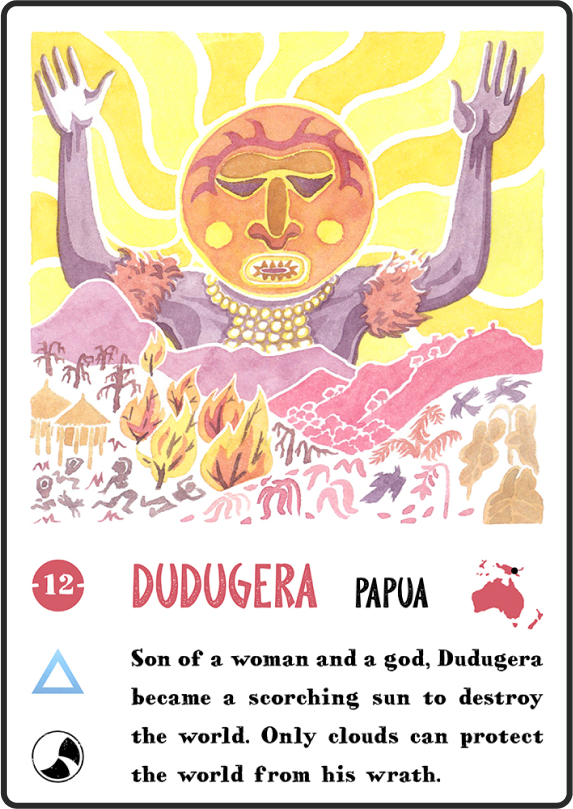 -12-
DUDUGERA PAPUA
Son of a woman and a god, Dudugera
became a scorching sun to destroy
the world. Only clouds can protect
the world from his wrath.